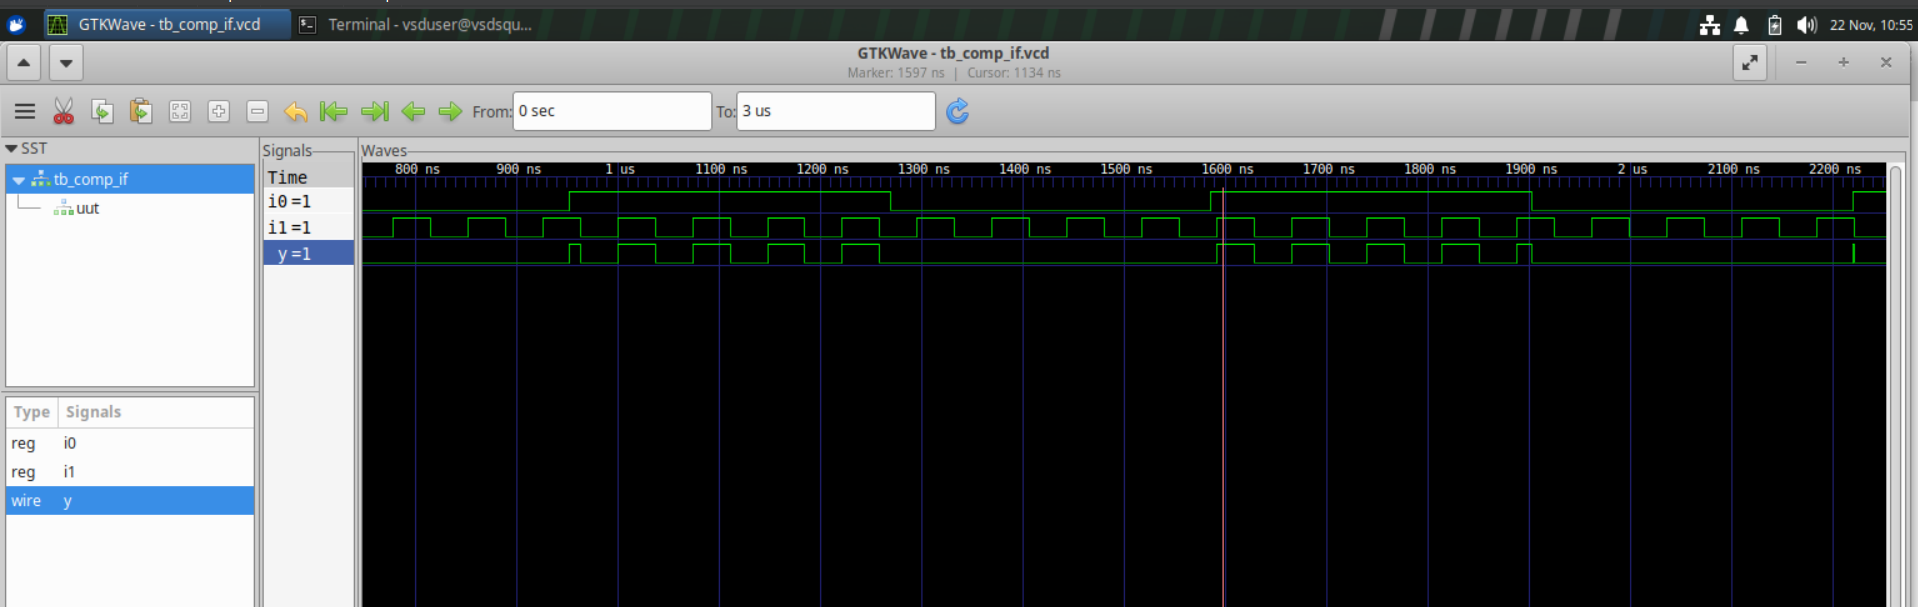 GTKWave - tb_comp_if.vcd
Terminal - vsduser@vsdsqu...
22 Nov, 10:55
GTKWave - tb_comp_if.vcd
Marker: 1597 ns | Cursor: 1134 ns
From: 0 sec To: 3 us
SST
tb_comp_if
uut
Type Signals
reg i0
reg i1
wire y
Signals
Time
i0=1
i1=1
y=1
Waves
800 ns 900 ns 1 us 1100 ns 1200 ns 1300 ns 1400 ns 1500 ns 1600 ns 1700 ns 1800 ns 1900 ns 2 us 2100 ns 2200 ns